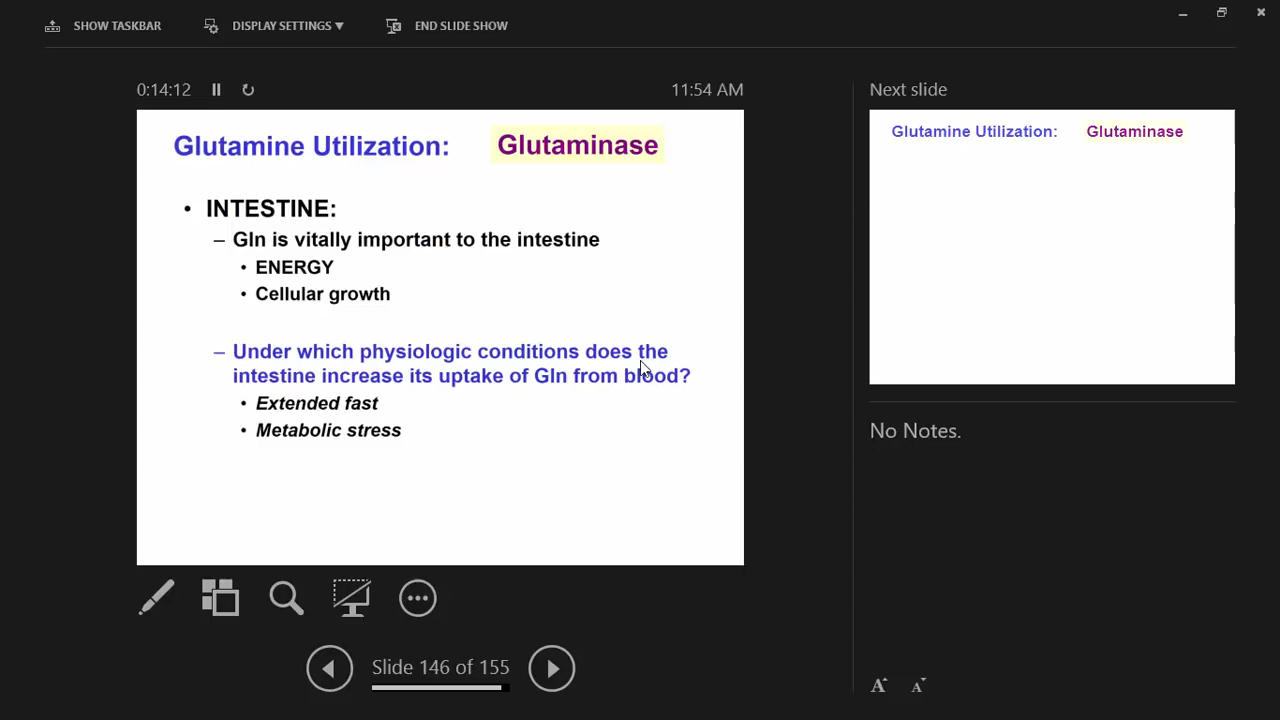 SHOW TASKBAR DISPLAY SETTINGS ▼ END SLIDE SHOW
0:14:12 11:54 AM
Glutamine Utilization: Glutaminase
• INTESTINE:
– Gln is vitally important to the intestine
• ENERGY
• Cellular growth
– Under which physiologic conditions does the
intestine increase its uptake of Gln from blood?
• Extended fast
• Metabolic stress
Slide 146 of 155
Next slide
Glutamine Utilization: Glutaminase
No Notes.
A A